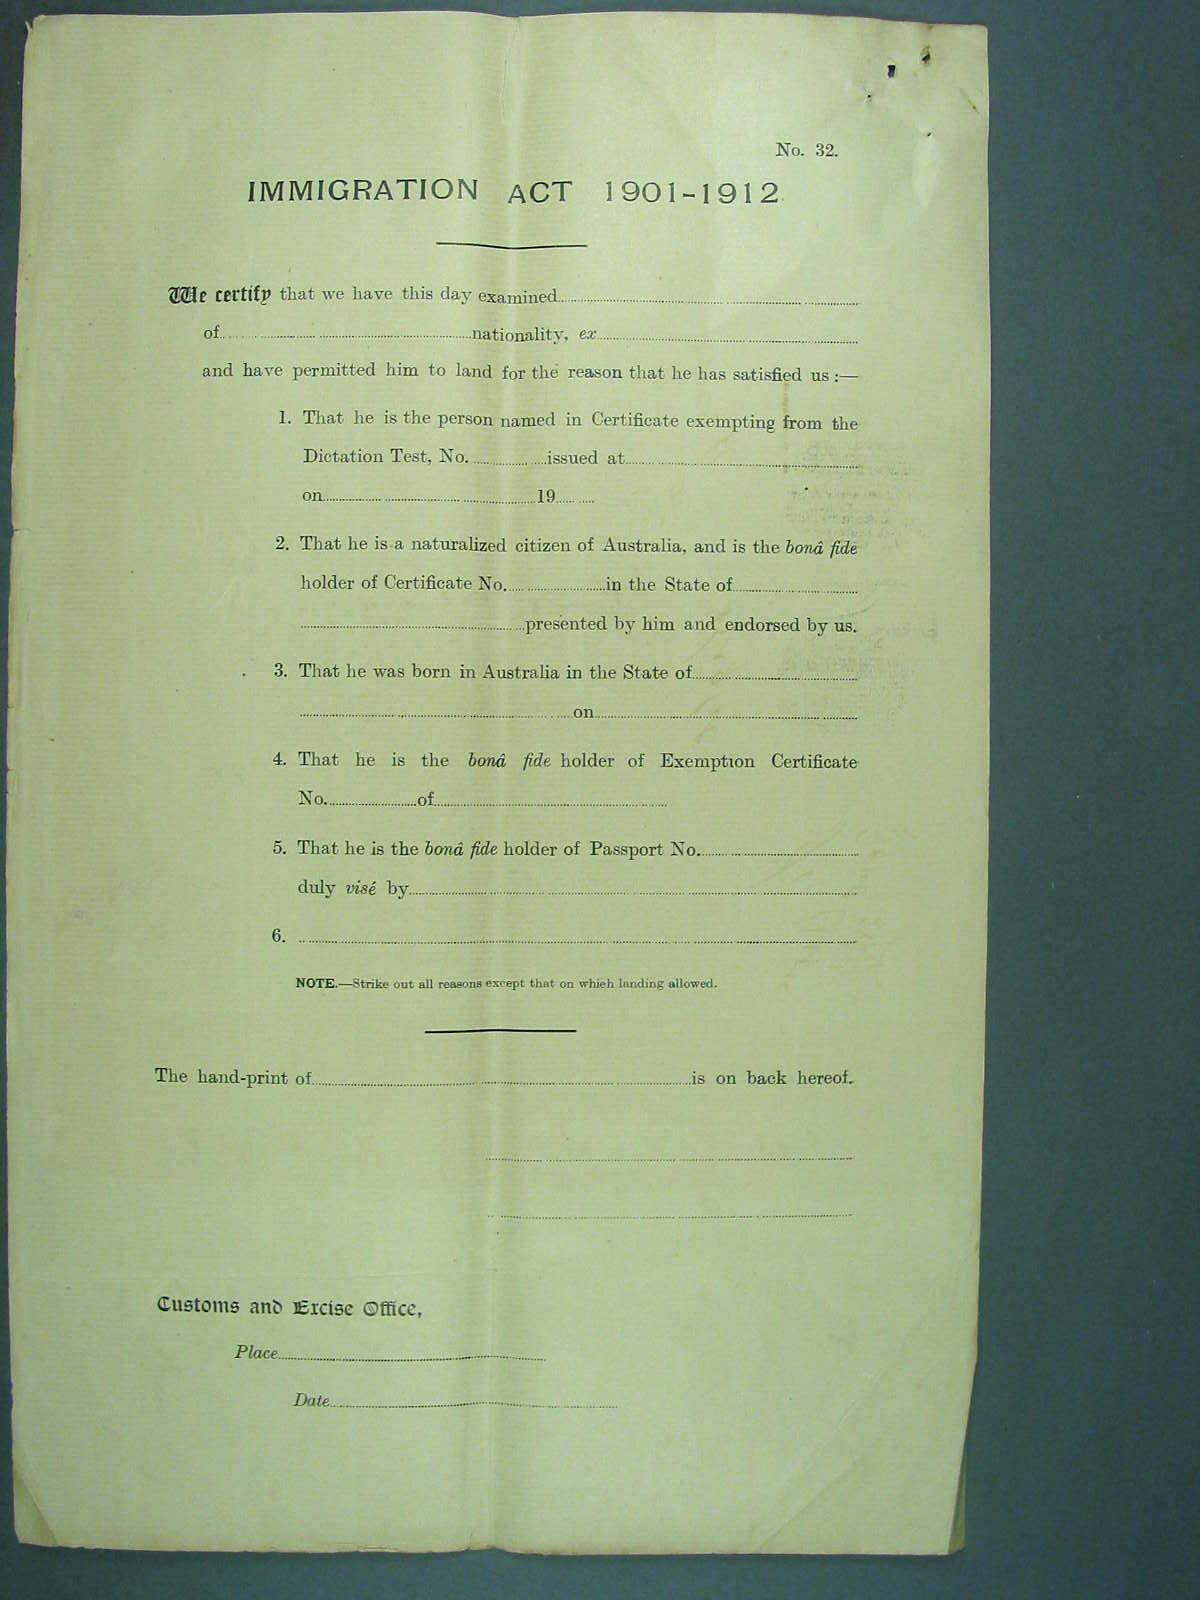 No. 32.
IMMIGRATION ACT 1901-1912
We certify that we have this day examined
of nationality, ex
and have permitted him to land for the reason that he has satisfied us :—
1. That he is the person named in Certificate exempting from the
Dictation Test, No. issued at
on 19
2. That he is a naturalized citizen of Australia, and is the bonâ fide
holder of Certificate No. in the State of
presented by him and endorsed by us.
3. That he was born in Australia in the State of
on
4. That he is the bonâ fide holder of Exemption Certificate
No. of
5. That he is the bonâ fide holder of Passport No.
duly visé by
6.
NOTE.—Strike out all reasons except that on which landing allowed.
The hand-print of is on back hereof.
Customs and Excise Office,
Place
Date